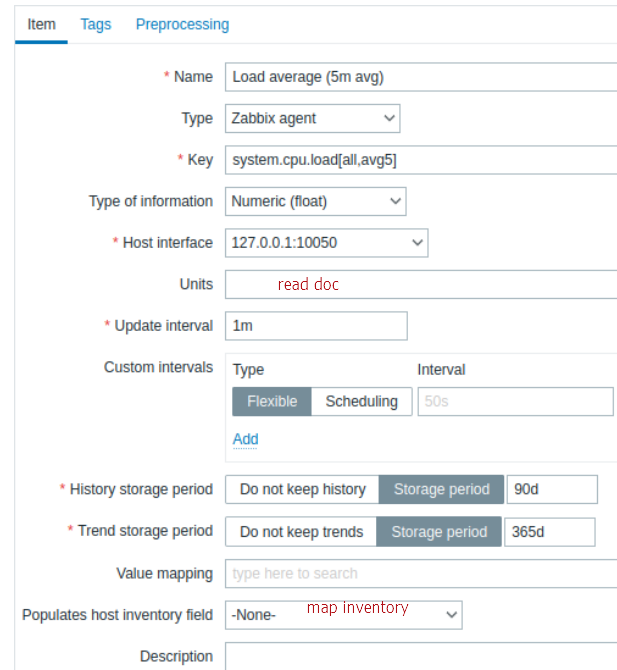 Item Tags Preprocessing
* Name Load average (5m avg)
Type Zabbix agent
* Key system.cpu.load[all,avg5]
Type of information Numeric (float)
* Host interface 127.0.0.1:10050
Units read doc
* Update interval 1m
Custom intervals Type Interval
Flexible Scheduling 50s
Add
* History storage period Do not keep history Storage period 90d
* Trend storage period Do not keep trends Storage period 365d
Value mapping type here to search
Populates host inventory field -None- map inventory
Description